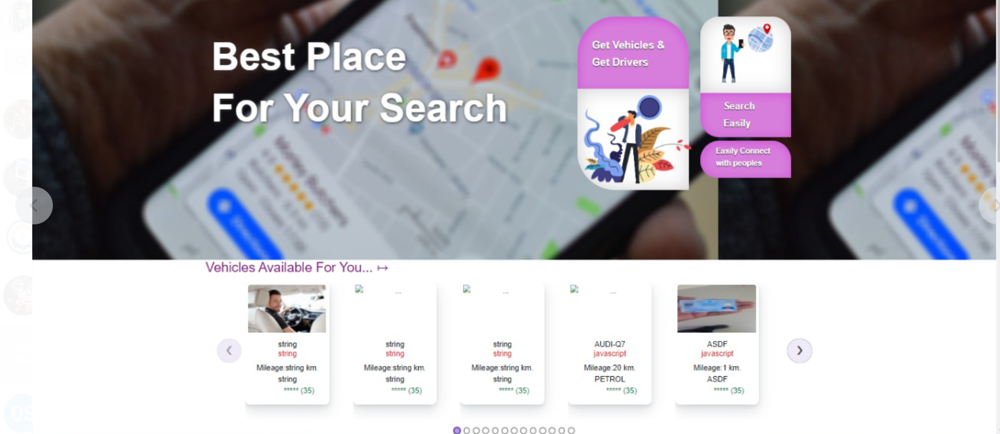 Best Place
For Your Search
Get Vehicles &
Get Drivers
Search
Easily
Easily Connect
with peoples
Vehicles Available For You... ↦
string
string
Mileage:string km.
string
***** (35)
...
string
string
Mileage:string km.
string
***** (35)
...
string
string
Mileage:string km.
string
***** (35)
...
AUDI-Q7
javascript
Mileage:20 km.
PETROL
***** (35)
ASDF
javascript
Mileage:1 km.
ASDF
***** (35)